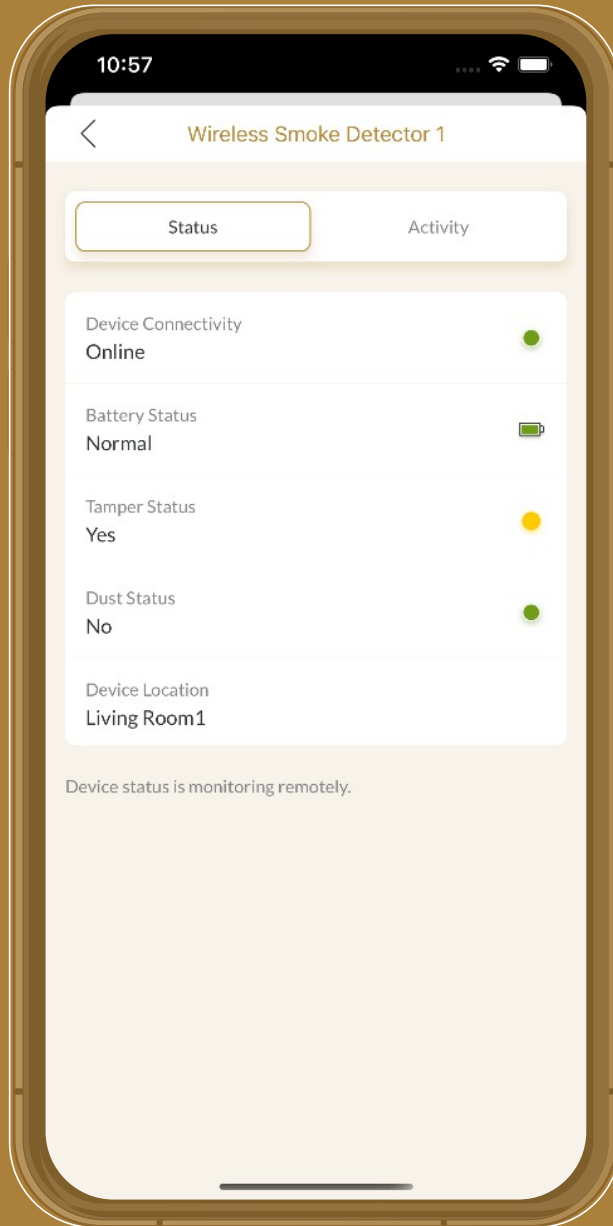 10:57
Wireless Smoke Detector 1
Status
Activity
Device Connectivity
Online
Battery Status
Normal
Tamper Status
Yes
Dust Status
No
Device Location
Living Room1
Device status is monitoring remotely.